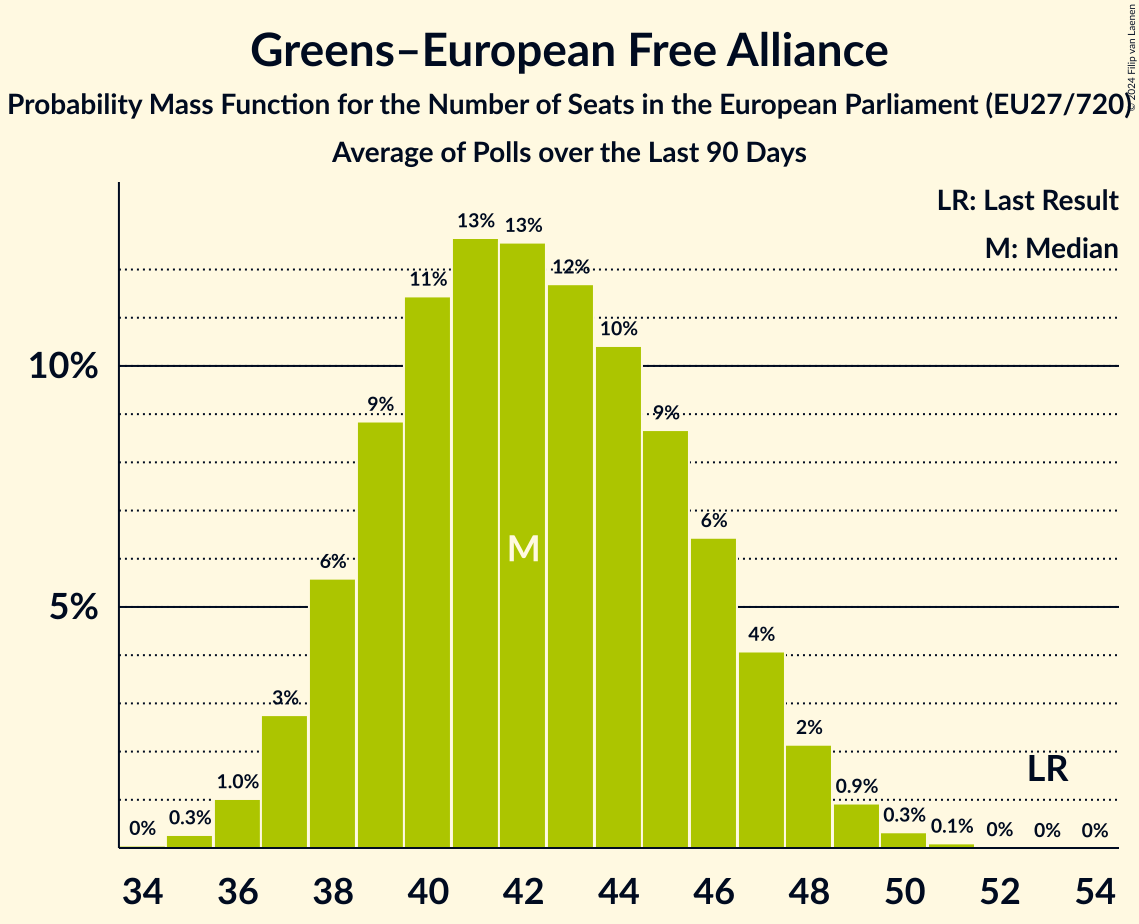 Greens–European Free Alliance
Probability Mass Function for the Number of Seats in the European Parliament (EU27/720)
Average of Polls over the Last 90 Days
© 2024 Filip van Laenen
LR: Last Result
M: Median
10%
5%
0%
0.3%
1.0%
3%
6%
9%
11%
13%
13%
12%
10%
9%
6%
4%
2%
0.9%
0.3%
0.1%
0%
0%
0%
M
LR
34 36 38 40 42 44 46 48 50 52 54